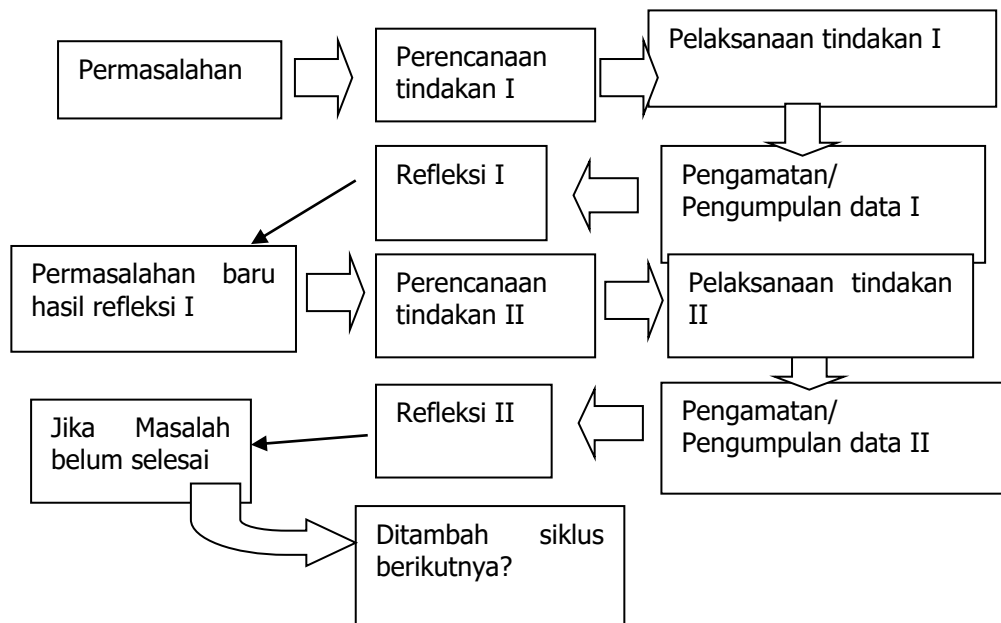 Permasalahan
Perencanaan
tindakan I
Pelaksanaan tindakan I
Refleksi I
Pengamatan/
Pengumpulan data I
Permasalahan baru
hasil refleksi I
Perencanaan
tindakan II
Pelaksanaan tindakan
II
Jika Masalah
belum selesai
Refleksi II
Pengamatan/
Pengumpulan data II
Ditambah siklus
berikutnya?